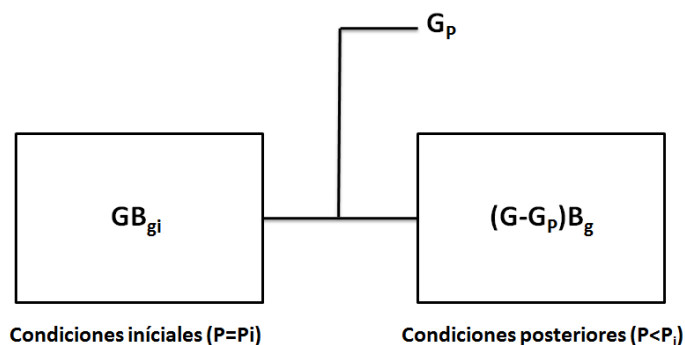 G_P
GB_gi
(G-G_P)B_g
Condiciones iníciales (P=Pi)
Condiciones posteriores (P<P_i)